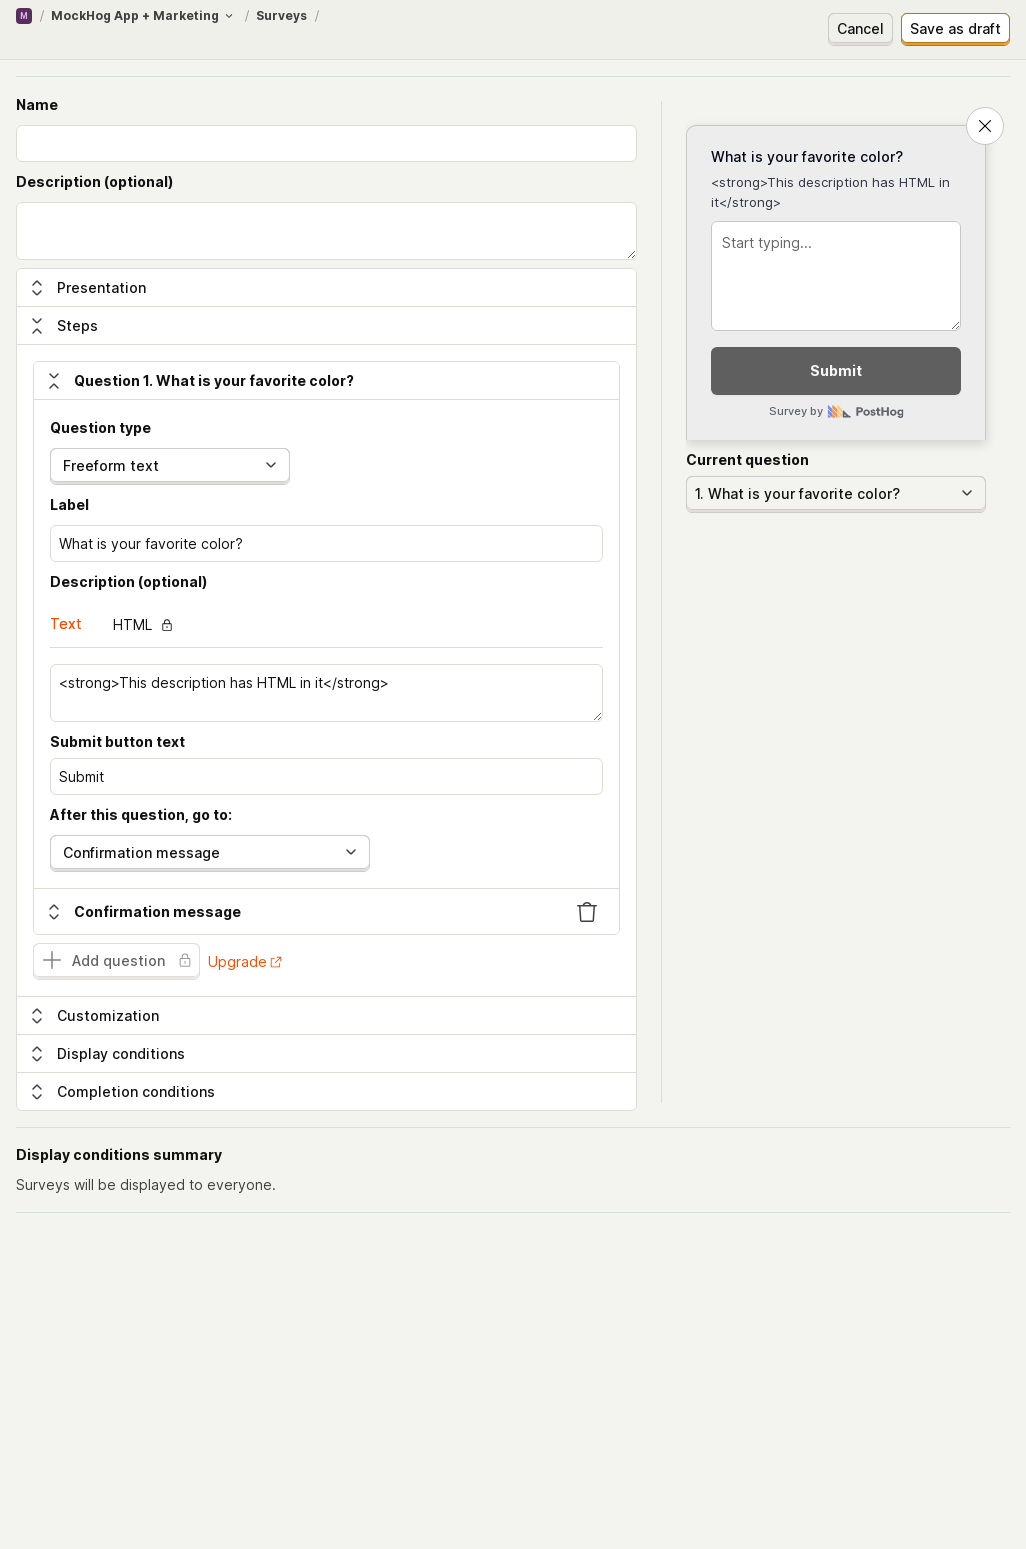 M / MockHog App + Marketing / Surveys /
Cancel
Save as draft
Name
Description (optional)
Presentation
Steps
Question 1. What is your favorite color?
Question type
Freeform text
Label
What is your favorite color?
Description (optional)
Text
HTML
<strong>This description has HTML in it</strong>
Submit button text
Submit
After this question, go to:
Confirmation message
Confirmation message
Add question
Upgrade
Customization
Display conditions
Completion conditions
What is your favorite color?
<strong>This description has HTML in
it</strong>
Start typing...
Submit
Survey by PostHog
Current question
1. What is your favorite color?
Display conditions summary
Surveys will be displayed to everyone.